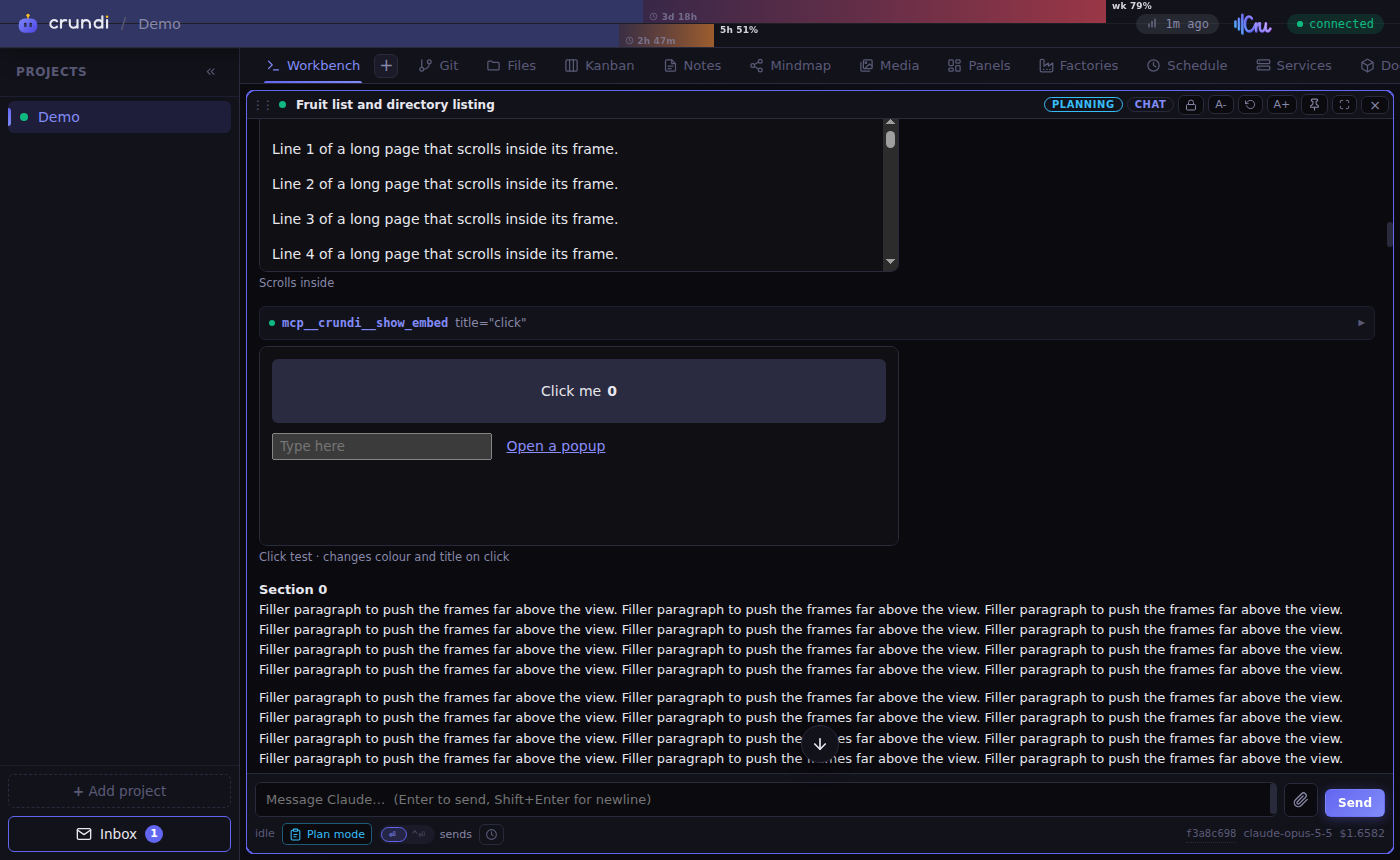 crundi / Demo
3d 18h
wk 79%
2h 47m
5h 51%
1m ago
Cru
connected
PROJECTS
«
Workbench
+
Git
Files
Kanban
Notes
Mindmap
Media
Panels
Factories
Schedule
Services
Do
Demo
Fruit list and directory listing
PLANNING
CHAT
A-
A+
Line 1 of a long page that scrolls inside its frame.
Line 2 of a long page that scrolls inside its frame.
Line 3 of a long page that scrolls inside its frame.
Line 4 of a long page that scrolls inside its frame.
Scrolls inside
mcp__crundi__show_embed title="click"
Click me 0
Type here
Open a popup
Click test · changes colour and title on click
Section 0
Filler paragraph to push the frames far above the view. Filler paragraph to push the frames far above the view. Filler paragraph to push the frames far above the view.
Filler paragraph to push the frames far above the view. Filler paragraph to push the frames far above the view. Filler paragraph to push the frames far above the view.
Filler paragraph to push the frames far above the view. Filler paragraph to push the frames far above the view. Filler paragraph to push the frames far above the view.
Filler paragraph to push the frames far above the view. Filler paragraph to push the frames far above the view. Filler paragraph to push the frames far above the view.
Filler paragraph to push the frames far above the view. Filler paragraph to push the frames far above the view. Filler paragraph to push the frames far above the view.
Filler paragraph to push the frames far above the view. Filler paragraph to push the frames far above the view. Filler paragraph to push the frames far above the view.
Filler paragraph to push the frames far above the view. Filler paragraph to push the frames far above the view. Filler paragraph to push the frames far above the view.
Filler paragraph to push the frames far above the view. Filler paragraph to push the frames far above the view. Filler paragraph to push the frames far above the view.
+ Add project
Inbox 1
Message Claude… (Enter to send, Shift+Enter for newline)
Send
idle
Plan mode
sends
f3a8c698
claude-opus-5-5
$1.6582